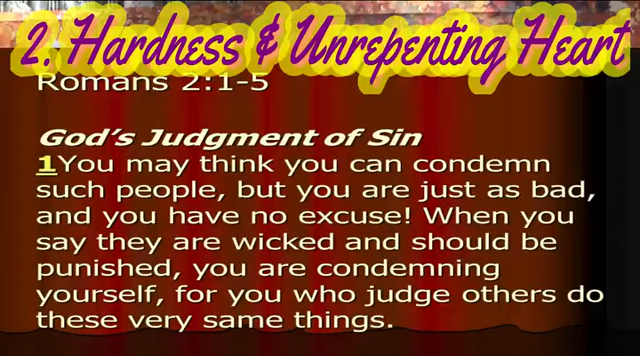 2. Hardness & Unrepenting Heart
Romans 2:1-5
God's Judgment of Sin
1You may think you can condemn
such people, but you are just as bad,
and you have no excuse! When you
say they are wicked and should be
punished, you are condemning
yourself, for you who judge others do
these very same things.